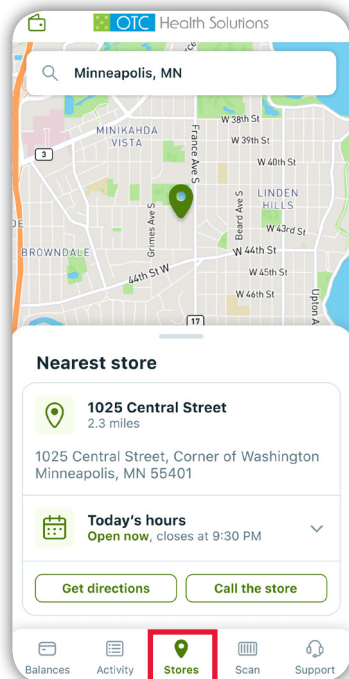 OTC Health Solutions
Minneapolis, MN
W 38th St
MINIKAHDA
VISTA
France Ave S
W 39th St
3
W 40th St
Grimes Ave S
Beard Ave S
LINDEN
HILLS
W 43rd St
BROWNDALE
W 44th St
44th St W
W 45th St
W 46th St
Upton A
17
Nearest store
1025 Central Street
2.3 miles
1025 Central Street, Corner of Washington
Minneapolis, MN 55401
Today's hours
Open now, closes at 9:30 PM
Get directions
Call the store
Balances
Activity
Stores
Scan
Support